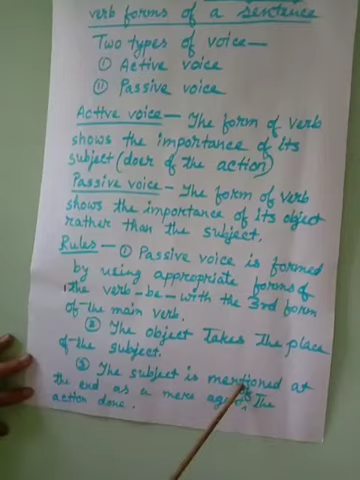 verb forms of a sentence
Two types of voice—
(i) Active voice
(ii) Passive voice
Active voice— The form of verb
shows the importance of its
subject (doer of the action)
Passive voice - The form of verb
shows the importance of its object
rather than the subject.
Rules— ① Passive voice is formed
by using appropriate forms of
the verb-be-with the 3rd form
of-the main verb.
② The object Takes The place
of-the subject.
③ The subject is mentioned at
the end as a mere of The
action done.